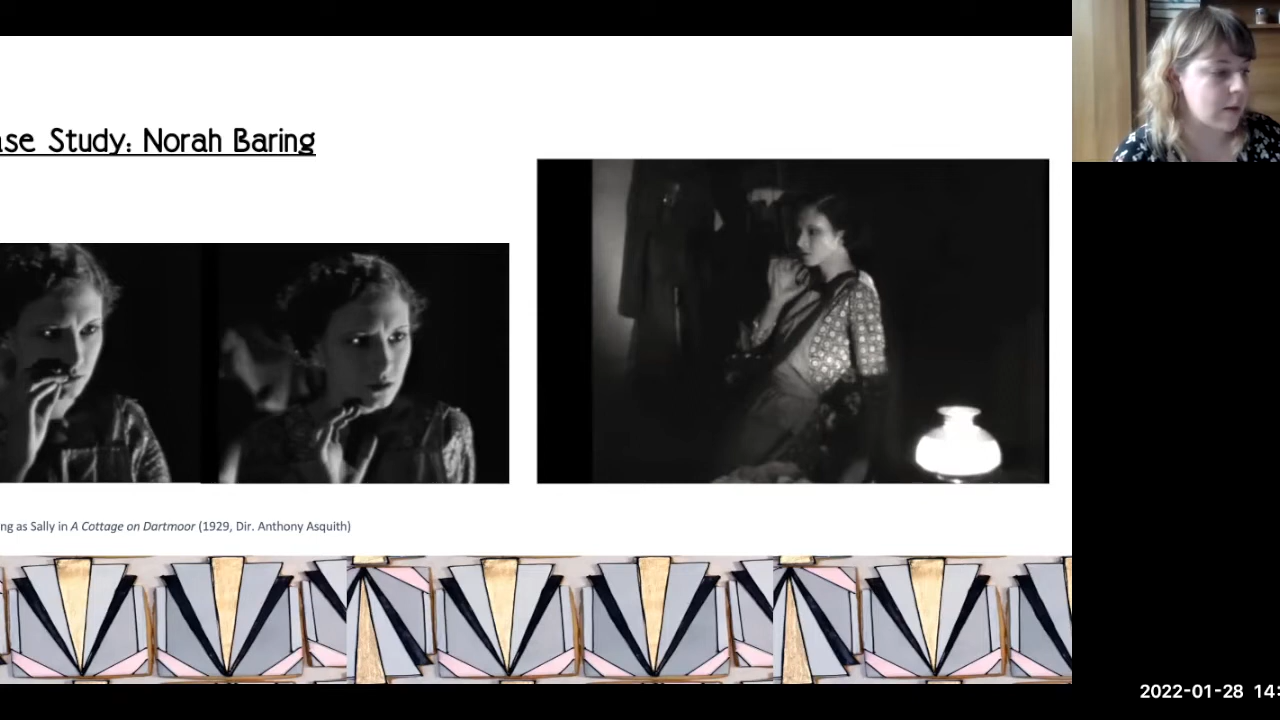 ase Study: Norah Baring
ng as Sally in A Cottage on Dartmoor (1929, Dir. Anthony Asquith)
2022-01-28 14: